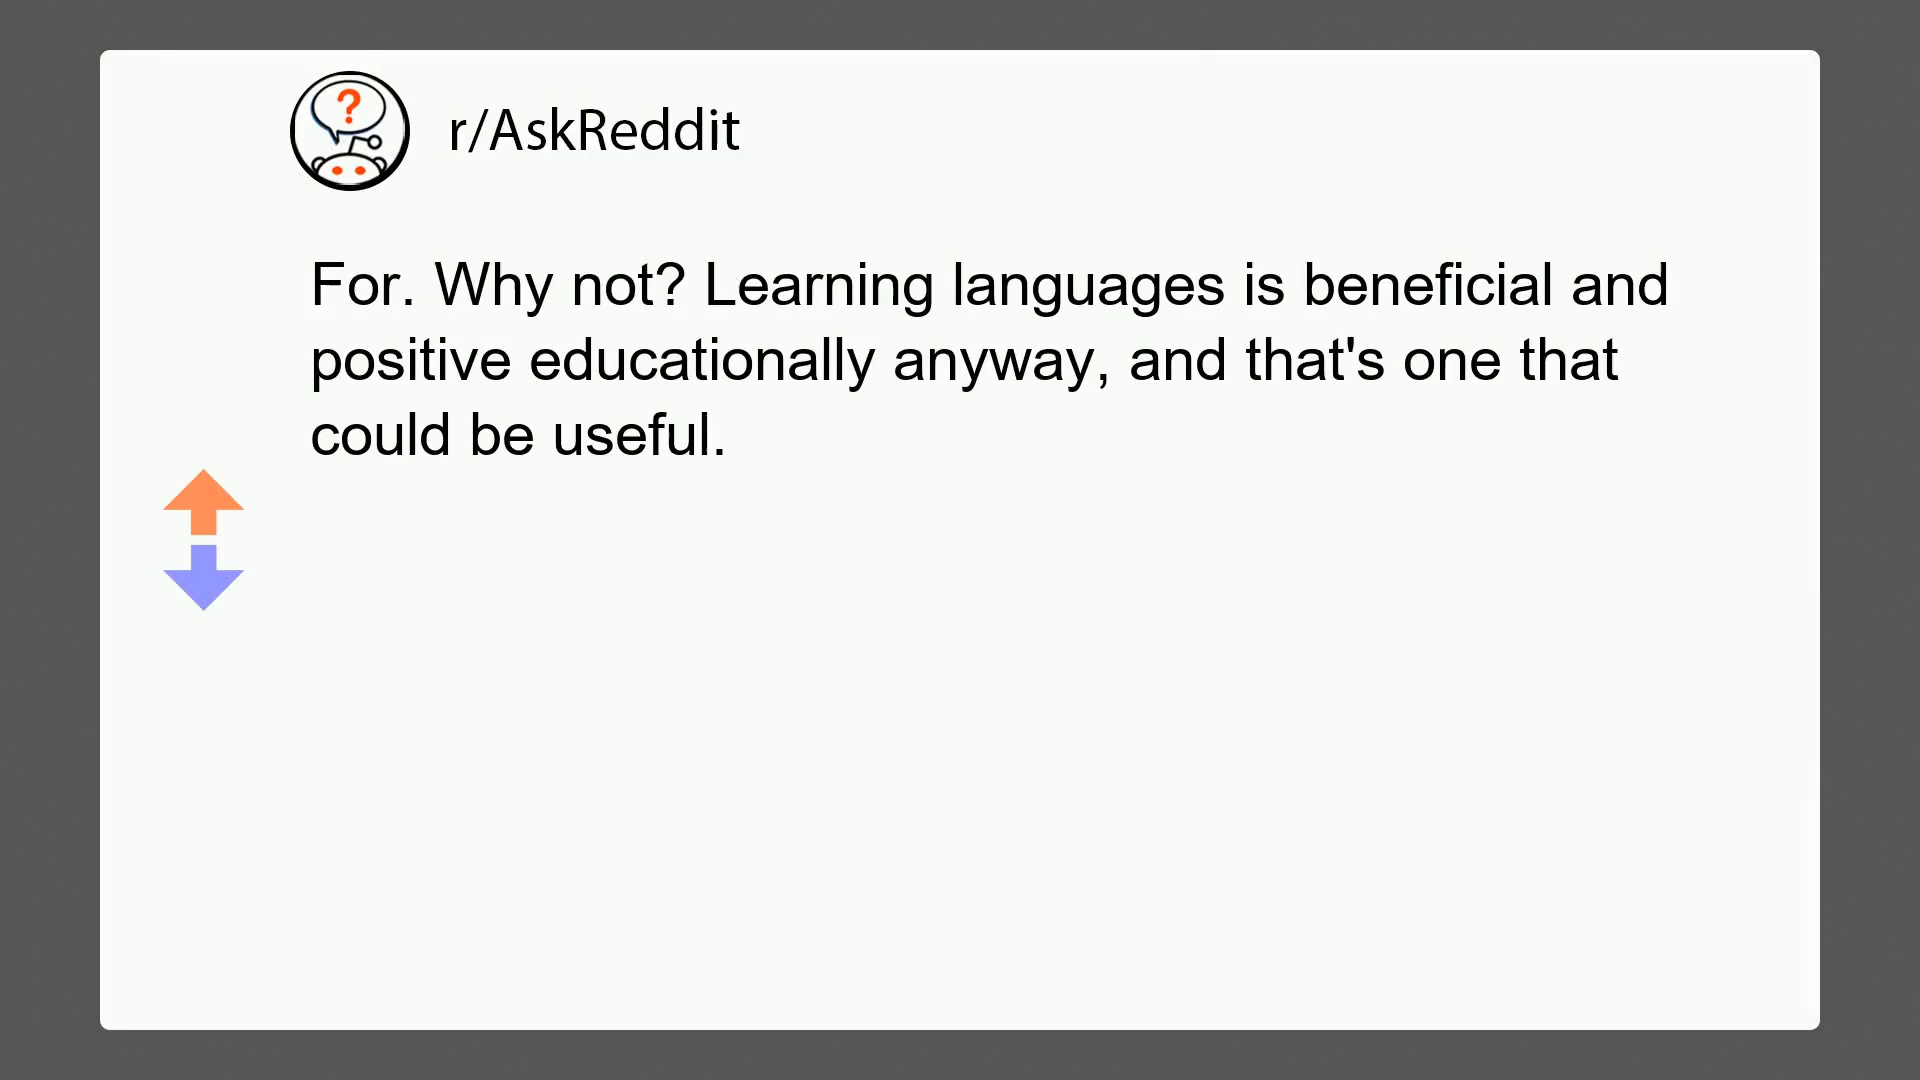 r/AskReddit
For. Why not? Learning languages is beneficial and
positive educationally anyway, and that's one that
could be useful.